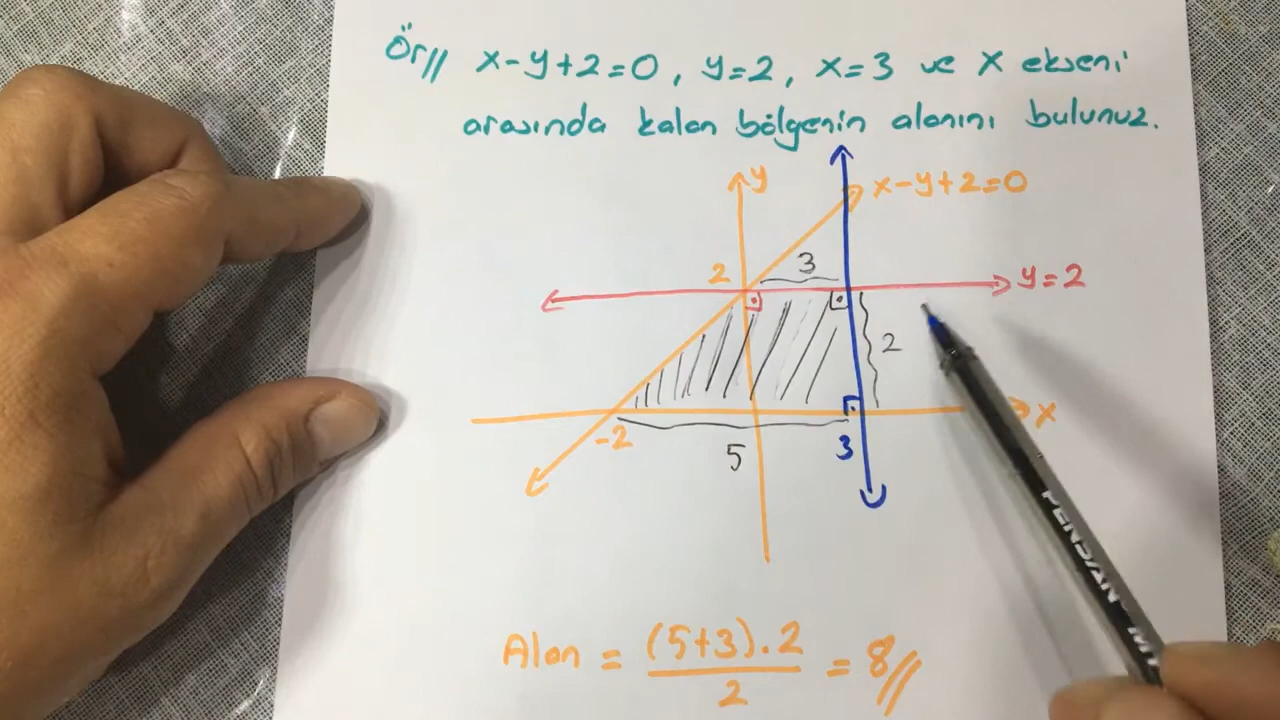 Ör// x-y+2=0, y=2, x=3 ve x ekseni
arasında kalan bölgenin alanını bulunuz.
y
x-y+2=0
2
3
y=2
2
x
-2
5
3
Alan = (5+3).2 / 2 = 8//
PENSAN